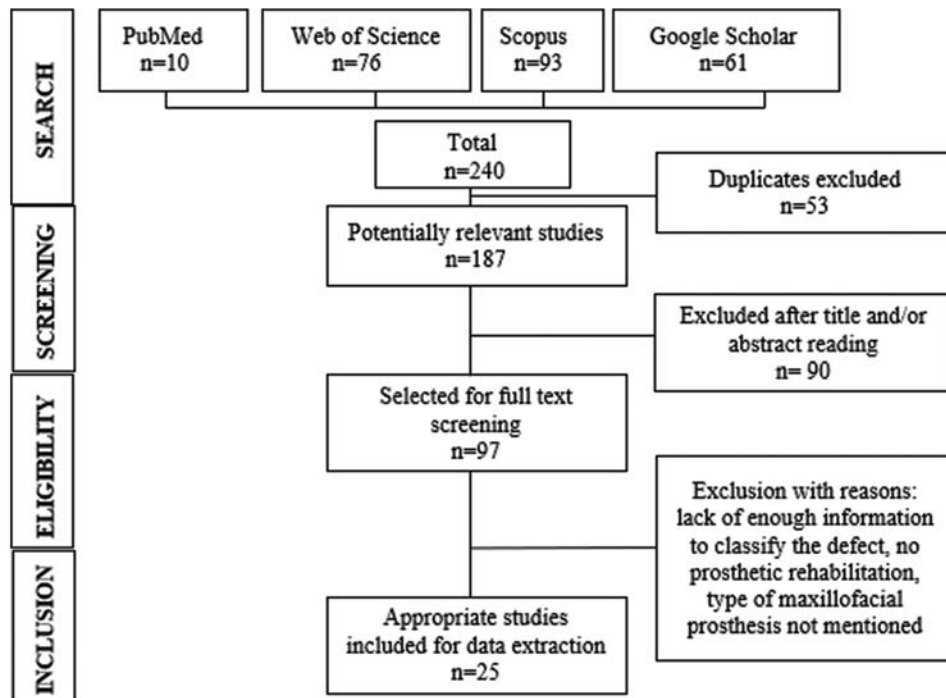 SEARCH
PubMed
n=10
Web of Science
n=76
Scopus
n=93
Google Scholar
n=61
Total
n=240
Duplicates excluded
n=53
SCREENING
Potentially relevant studies
n=187
Excluded after title and/or
abstract reading
n= 90
ELIGIBILITY
Selected for full text
screening
n=97
Exclusion with reasons:
lack of enough information
to classify the defect, no
prosthetic rehabilitation,
type of maxillofacial
prosthesis not mentioned
INCLUSION
Appropriate studies
included for data extraction
n=25